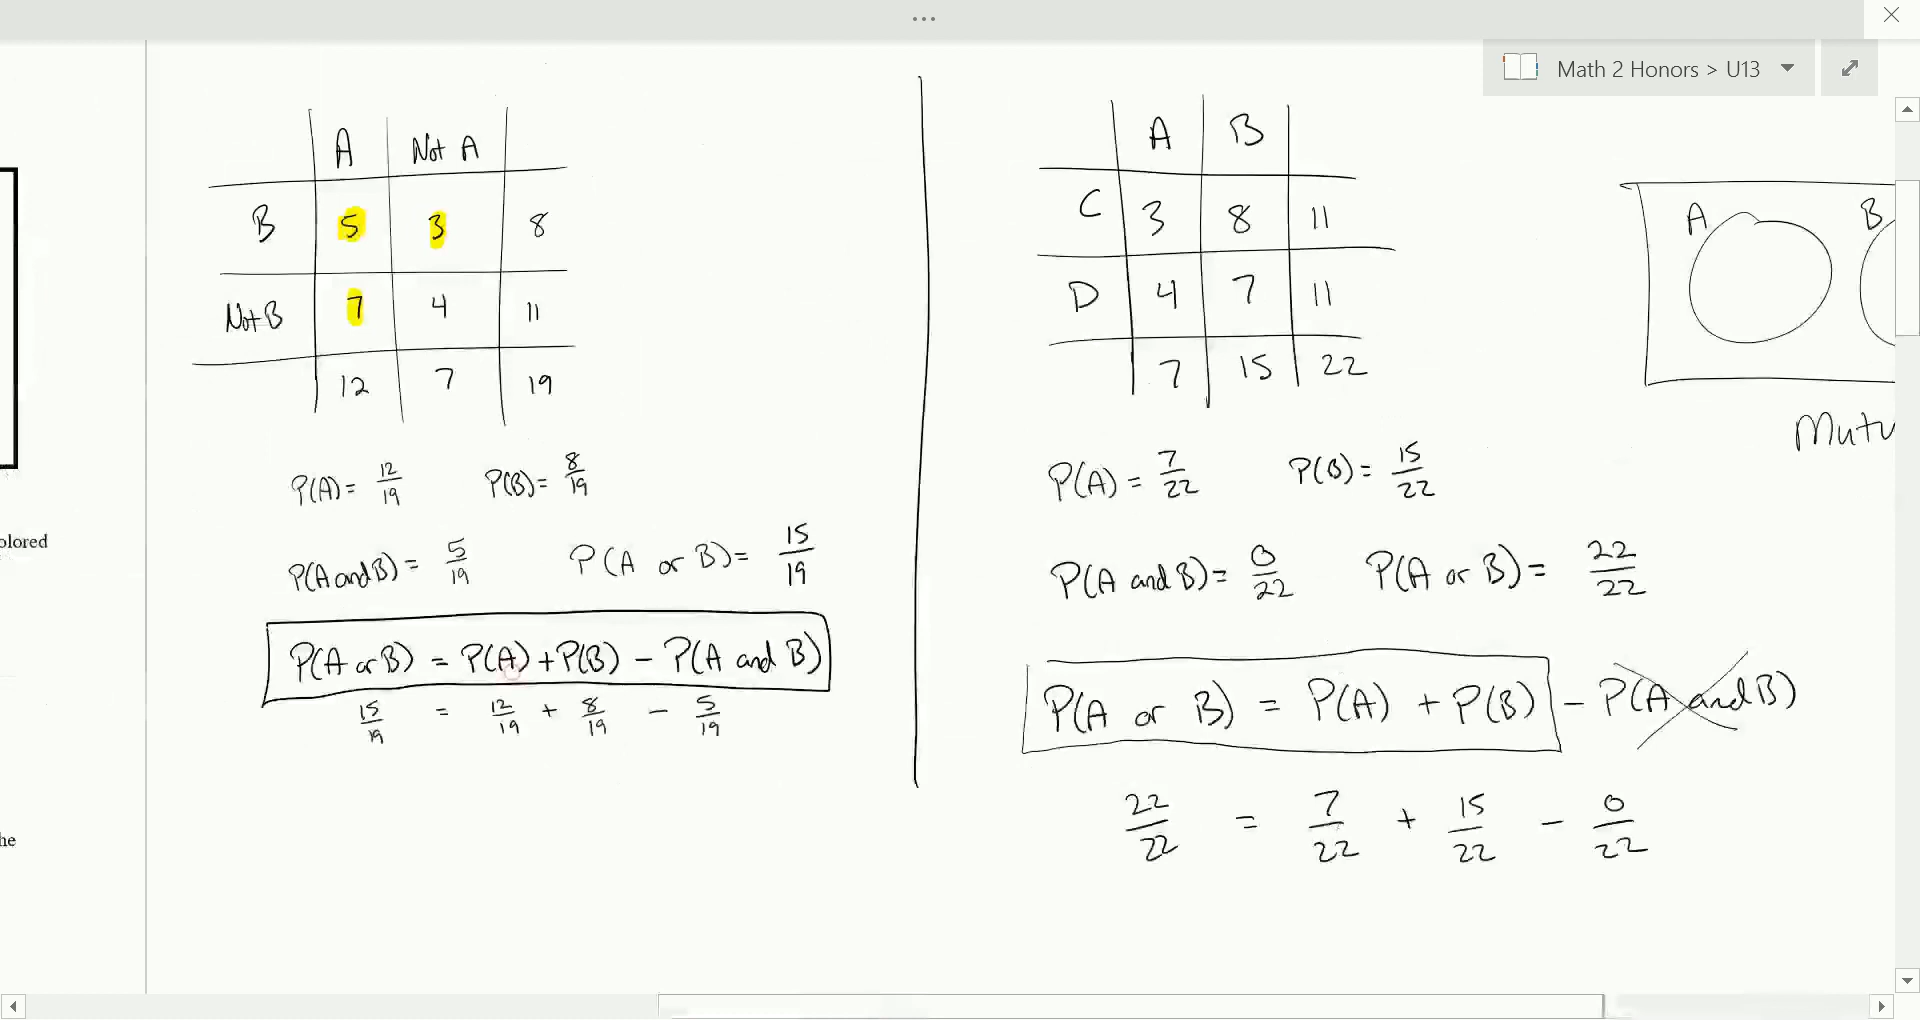 ...
Math 2 Honors > U13
olored
he
A Not A
B 5 3 8
Not B 7 4 11
12 7 19
P(A) = 12/19 P(B) = 8/19
P(A and B) = 5/19 P(A or B) = 15/19
P(A or B) = P(A) + P(B) - P(A and B)
15/19 = 12/19 + 8/19 - 5/19
A B
C 3 8 11
D 4 7 11
7 15 22
P(A) = 7/22 P(B) = 15/22
P(A and B) = 0/22 P(A or B) = 22/22
P(A or B) = P(A) + P(B) - P(A and B)
22/22 = 7/22 + 15/22 - 0/22
A B
Mutu